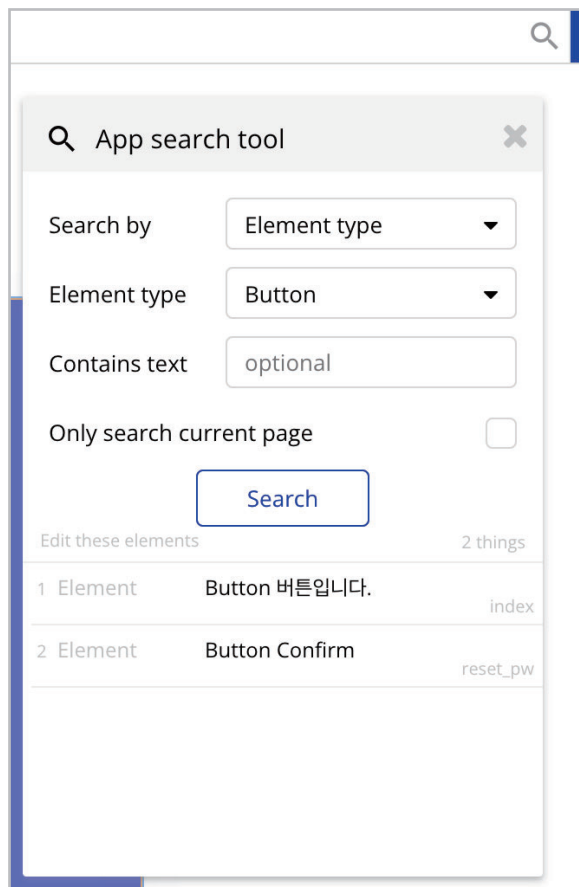 App search tool
Search by Element type
Element type Button
Contains text optional
Only search current page
Search
Edit these elements 2 things
1 Element Button 버튼입니다. index
2 Element Button Confirm reset_pw